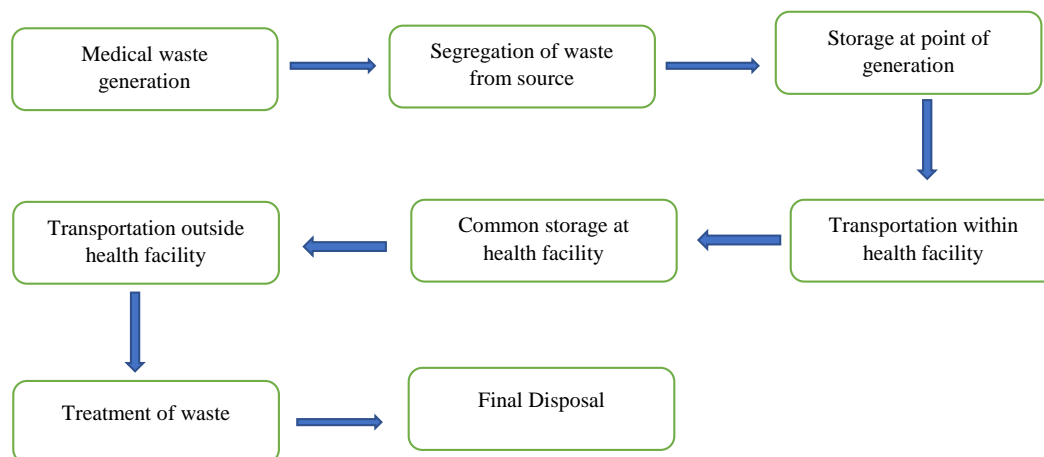 Medical waste
generation
Segregation of waste
from source
Storage at point of
generation
Transportation within
health facility
Common storage at
health facility
Transportation outside
health facility
Treatment of waste
Final Disposal